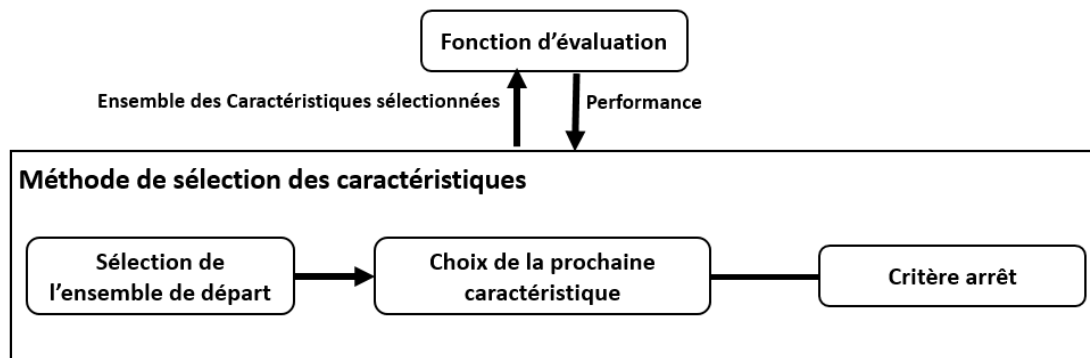 Fonction d'évaluation
Ensemble des Caractéristiques sélectionnées
Performance
Méthode de sélection des caractéristiques
Sélection de
l'ensemble de départ
Choix de la prochaine
caractéristique
Critère arrêt